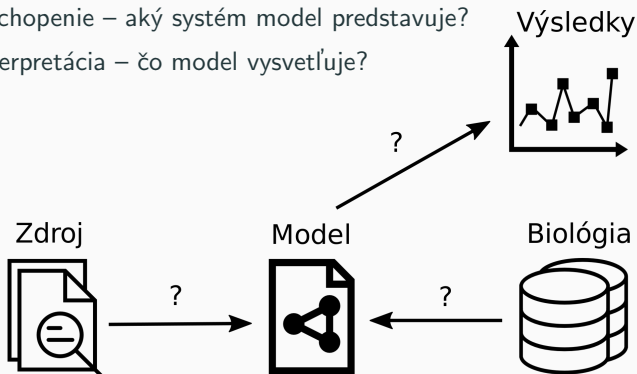 chopenie – aký systém model predstavuje?
erpretácia – čo model vysvetľuje?
Výsledky
?
Zdroj
Model
Biológia
?
?